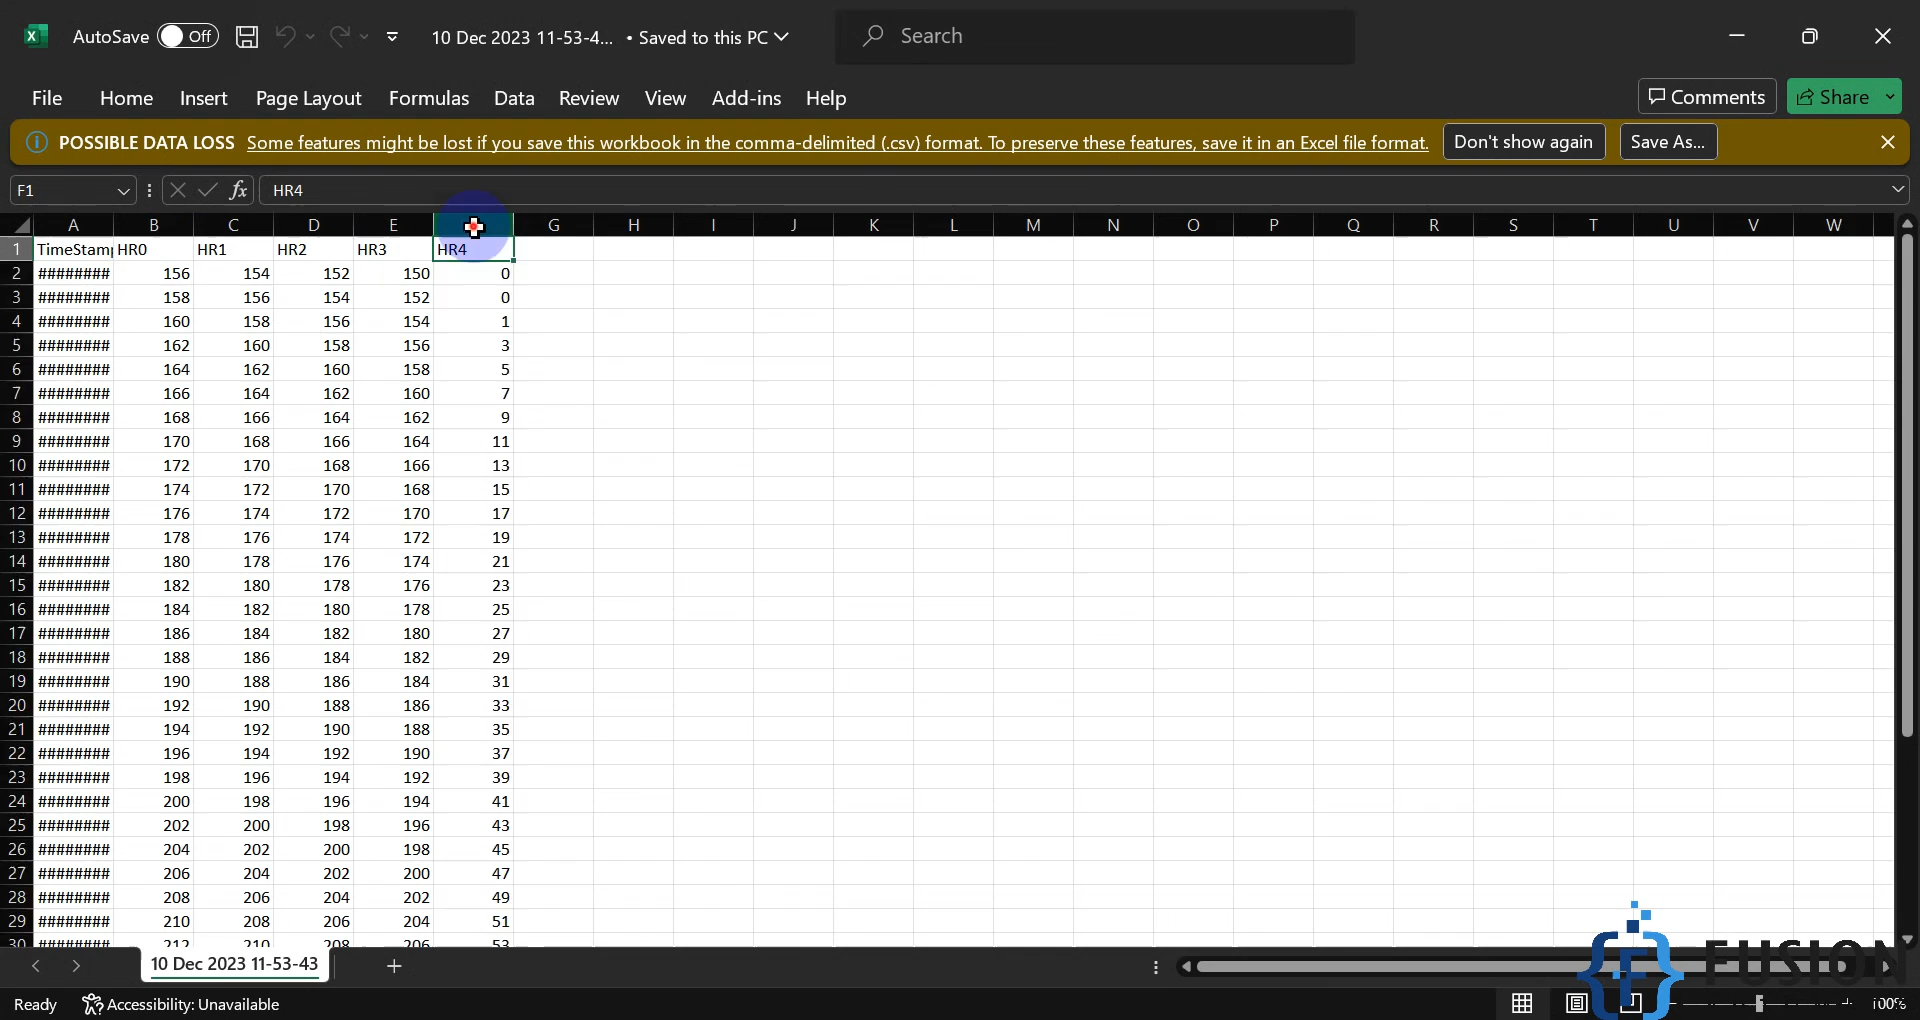 AutoSave Off 10 Dec 2023 11-53-4... • Saved to this PC Search
File Home Insert Page Layout Formulas Data Review View Add-ins Help Comments Share
POSSIBLE DATA LOSS Some features might be lost if you save this workbook in the comma-delimited (.csv) format. To preserve these features, save it in an Excel file format. Don't show again Save As...
F1 fx HR4
A B C D E G H I J K L M N O P Q R S T U V W
1 TimeStamp HR0 HR1 HR2 HR3 HR4
2 ######## 156 154 152 150 0
3 ######## 158 156 154 152 0
4 ######## 160 158 156 154 1
5 ######## 162 160 158 156 3
6 ######## 164 162 160 158 5
7 ######## 166 164 162 160 7
8 ######## 168 166 164 162 9
9 ######## 170 168 166 164 11
10 ######## 172 170 168 166 13
11 ######## 174 172 170 168 15
12 ######## 176 174 172 170 17
13 ######## 178 176 174 172 19
14 ######## 180 178 176 174 21
15 ######## 182 180 178 176 23
16 ######## 184 182 180 178 25
17 ######## 186 184 182 180 27
18 ######## 188 186 184 182 29
19 ######## 190 188 186 184 31
20 ######## 192 190 188 186 33
21 ######## 194 192 190 188 35
22 ######## 196 194 192 190 37
23 ######## 198 196 194 192 39
24 ######## 200 198 196 194 41
25 ######## 202 200 198 196 43
26 ######## 204 202 200 198 45
27 ######## 206 204 202 200 47
28 ######## 208 206 204 202 49
29 ######## 210 208 206 204 51
30 ######## 212 210 208 206 53
10 Dec 2023 11-53-43
{F} FUSION
Ready Accessibility: Unavailable 100%